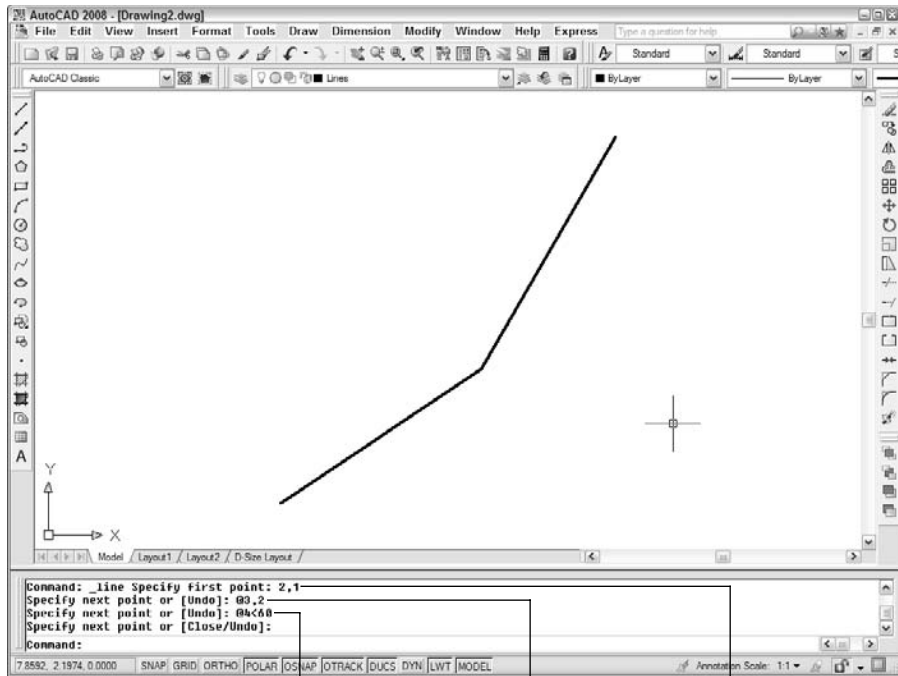 AutoCAD 2008 - [Drawing2.dwg]
File Edit View Insert Format Tools Draw Dimension Modify Window Help Express Type a question for help
Standard Standard S
AutoCAD Classic Lines ByLayer ByLayer
A
Y
X
Model Layout1 Layout2 D-Size Layout
Command: _line Specify first point: 2,1
Specify next point or [Undo]: @3,2
Specify next point or [Undo]: @4<60
Specify next point or [Close/Undo]:
Command:
7.8592, 2.1974, 0.0000 SNAP GRID ORTHO POLAR OSNAP OTRACK DUCS DYN LWT MODEL Annotation Scale: 1:1